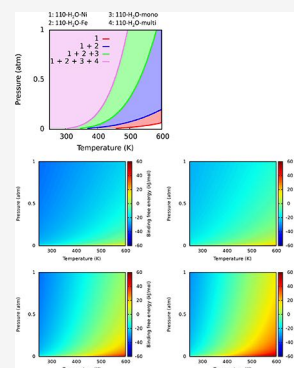 1: 110-H₂O-Ni 3: 110-H₂O-mono
2: 110-H₂O-Fe 4: 110-H₂O-multi
1
1 + 2
1 + 2 +3
1 + 2 + 3 + 4
Pressure (atm)
1
0.5
0
300 400 500 600
Temperature (K)
Pressure (atm)
1
0.5
0
300 400 500 600
Temperature (K)
60
40
20
0
-20
-40
-60
Binding free energy (kJ/mol)
Pressure (atm)
1
0.5
0
300 400 500 600
Temperature (K)
60
40
20
0
-20
-40
-60
Pressure (atm)
1
0.5
0
300 400 500 600
60
40
20
0
-20
-40
-60
Binding free energy (kJ/mol)
Pressure (atm)
1
0.5
0
300 400 500 600
60
40
20
0
-20
-40
-60